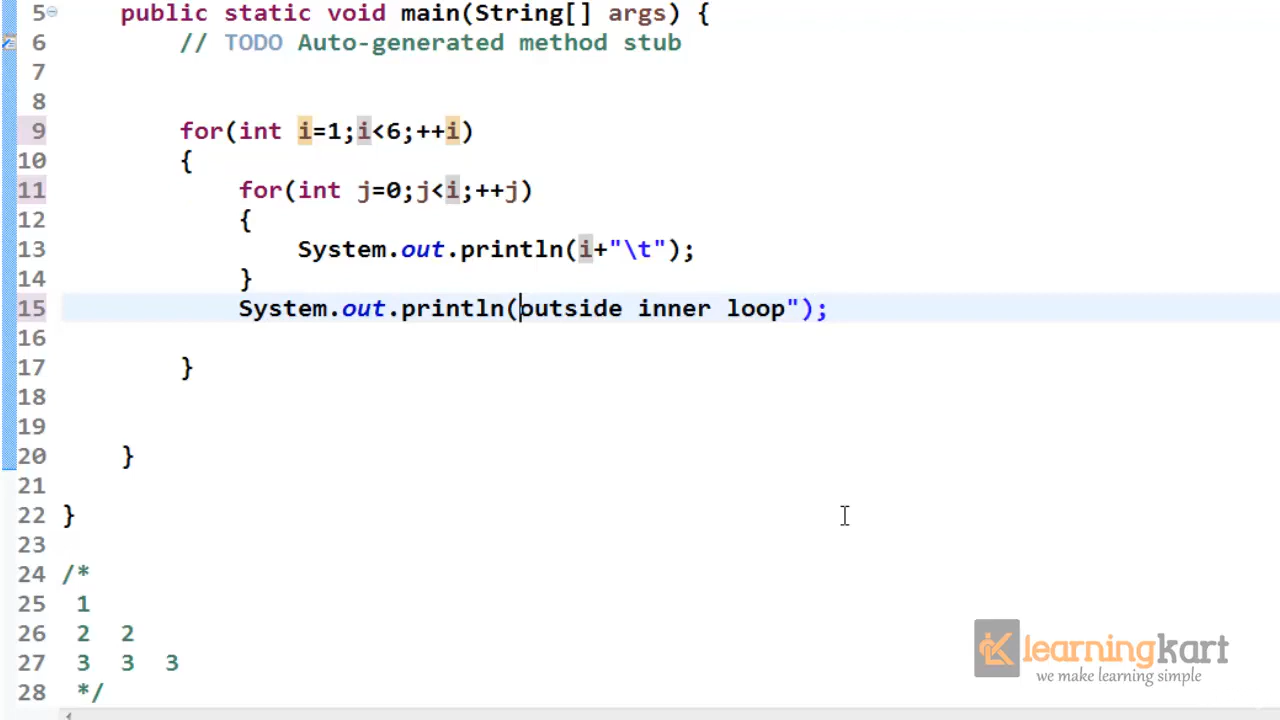 5 public static void main(String[] args) {
6 // TODO Auto-generated method stub
7
8
9 for(int i=1;i<6;++i)
10 {
11 for(int j=0;j<i;++j)
12 {
13 System.out.println(i+"\t");
14 }
15 System.out.println(outside inner loop");
16
17 }
18
19
20 }
21
22 }
23
24 /*
25 1
26 2 2
27 3 3 3
28 */
learningkart
we make learning simple